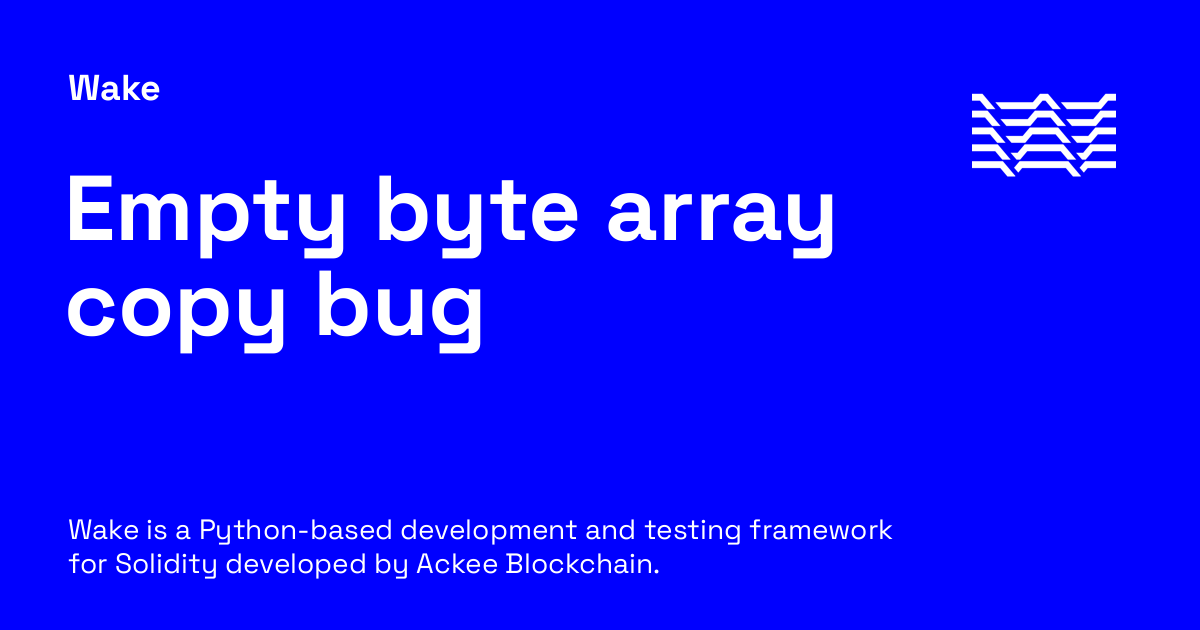 Wake
Empty byte array
copy bug
Wake is a Python-based development and testing framework
for Solidity developed by Ackee Blockchain.